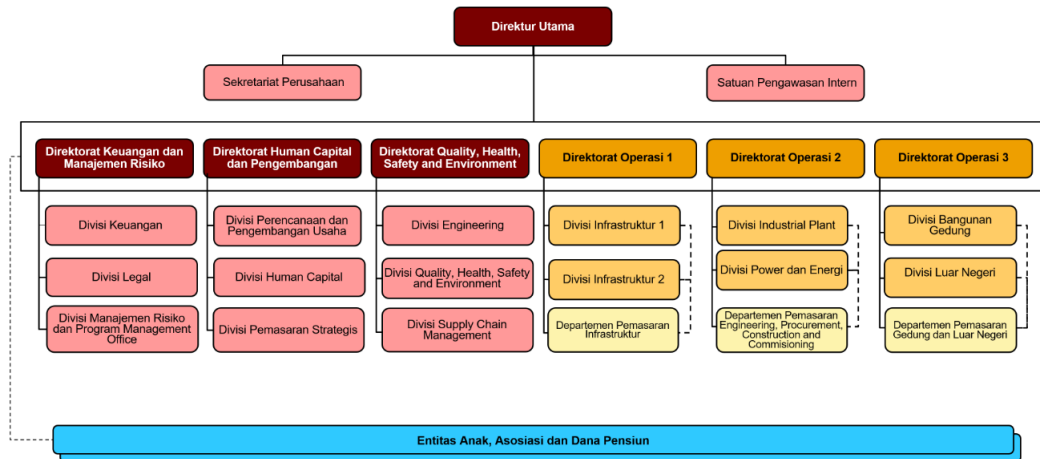 Direktur Utama
Sekretariat Perusahaan
Satuan Pengawasan Intern
Direktorat Keuangan dan
Manajemen Risiko
Direktorat Human Capital
dan Pengembangan
Direktorat Quality, Health,
Safety and Environment
Direktorat Operasi 1
Direktorat Operasi 2
Direktorat Operasi 3
Divisi Keuangan
Divisi Perencanaan dan
Pengembangan Usaha
Divisi Engineering
Divisi Infrastruktur 1
Divisi Industrial Plant
Divisi Bangunan
Gedung
Divisi Legal
Divisi Human Capital
Divisi Quality, Health, Safety
and Environment
Divisi Infrastruktur 2
Divisi Power dan Energi
Divisi Luar Negeri
Divisi Manajemen Risiko
dan Program Management
Office
Divisi Pemasaran Strategis
Divisi Supply Chain
Management
Departemen Pemasaran
Infrastruktur
Departemen Pemasaran
Engineering, Procurement,
Construction and
Commisioning
Departemen Pemasaran
Gedung dan Luar Negeri
Entitas Anak, Asosiasi dan Dana Pensiun